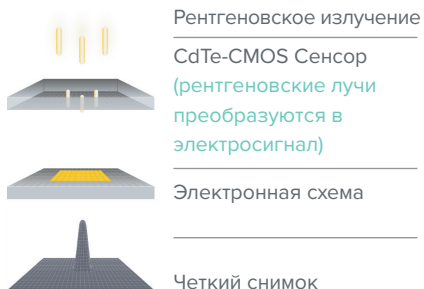 Рентгеновское излучение
CdTe-CMOS Сенсор
(рентгеновские лучи
преобразуются в
электросигнал)
Электронная схема
Четкий снимок